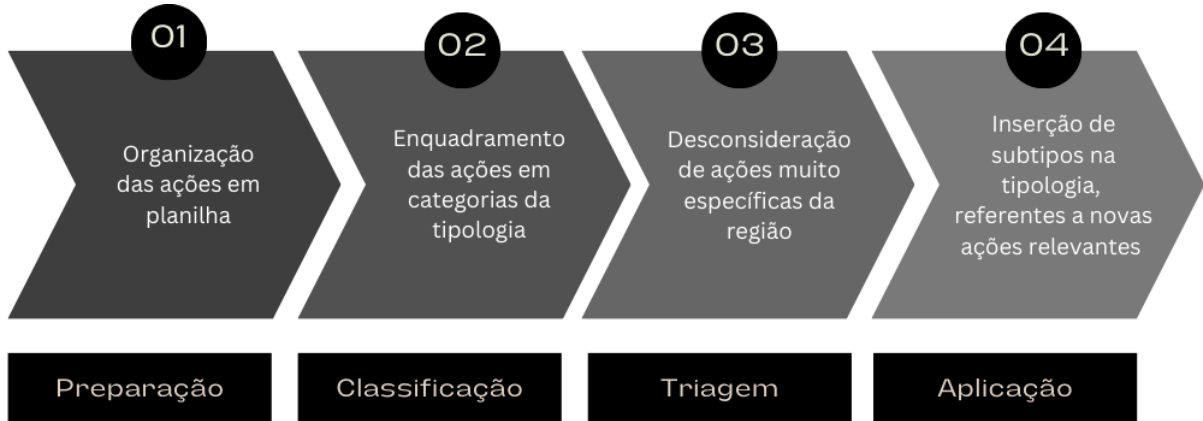 01
Organização
das ações em
planilha
Preparação
02
Enquadramento
das ações em
categorias da
tipologia
Classificação
03
Desconsideração
de ações muito
específicas da
região
Triagem
04
Inserção de
subtipos na
tipologia,
referentes a novas
ações relevantes
Aplicação